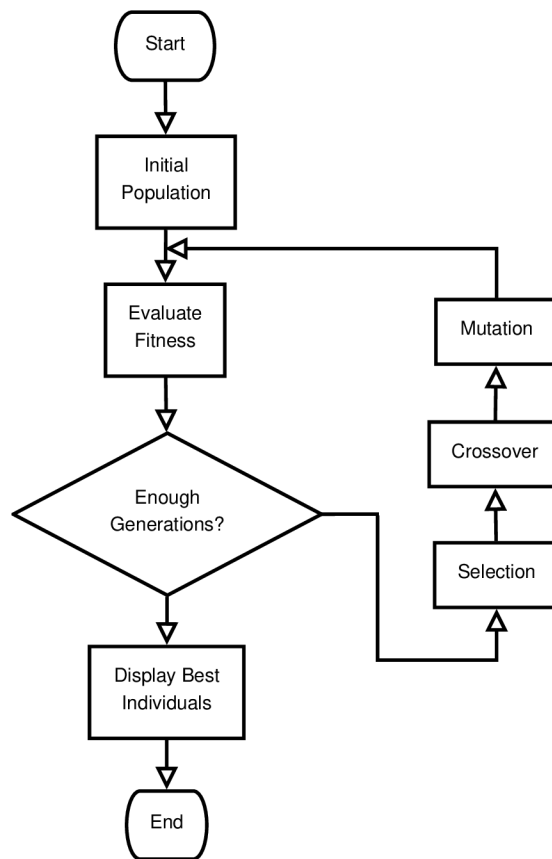 Start
Initial
Population
Evaluate
Fitness
Enough
Generations?
Display Best
Individuals
End
Mutation
Crossover
Selection